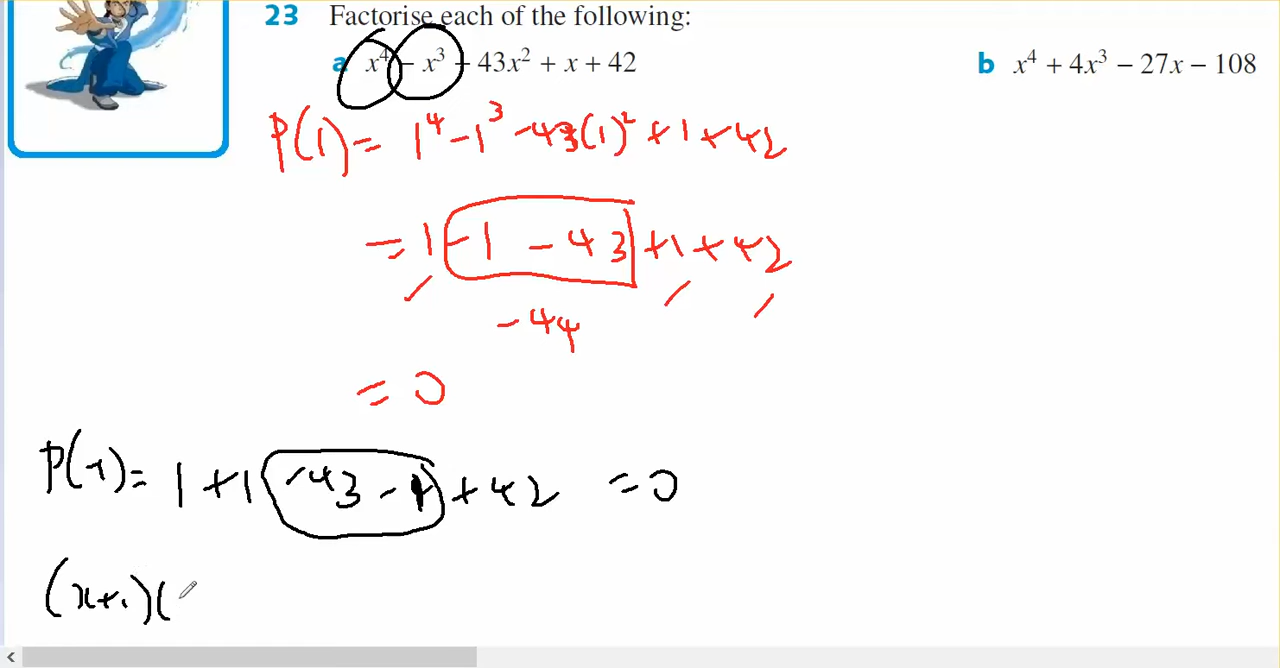 23 Factorise each of the following:
a x⁴ − x³ − 43x² + x + 42
b x⁴ + 4x³ − 27x − 108
P(1) = 1⁴ − 1³ − 43(1)² + 1 + 42
= 1 − 1 − 43 + 1 + 42
− 44
= 0
P(-1) = 1 + 1 − 43 − 1 + 42 = 0
(x+1)(